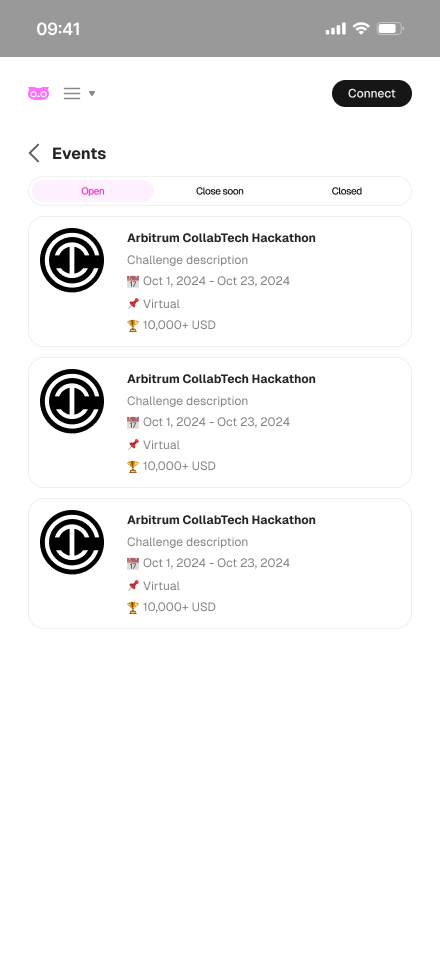 09:41
Connect
Events
Open
Close soon
Closed
Arbitrum CollabTech Hackathon
Challenge description
Oct 1, 2024 - Oct 23, 2024
Virtual
10,000+ USD
Arbitrum CollabTech Hackathon
Challenge description
Oct 1, 2024 - Oct 23, 2024
Virtual
10,000+ USD
Arbitrum CollabTech Hackathon
Challenge description
Oct 1, 2024 - Oct 23, 2024
Virtual
10,000+ USD